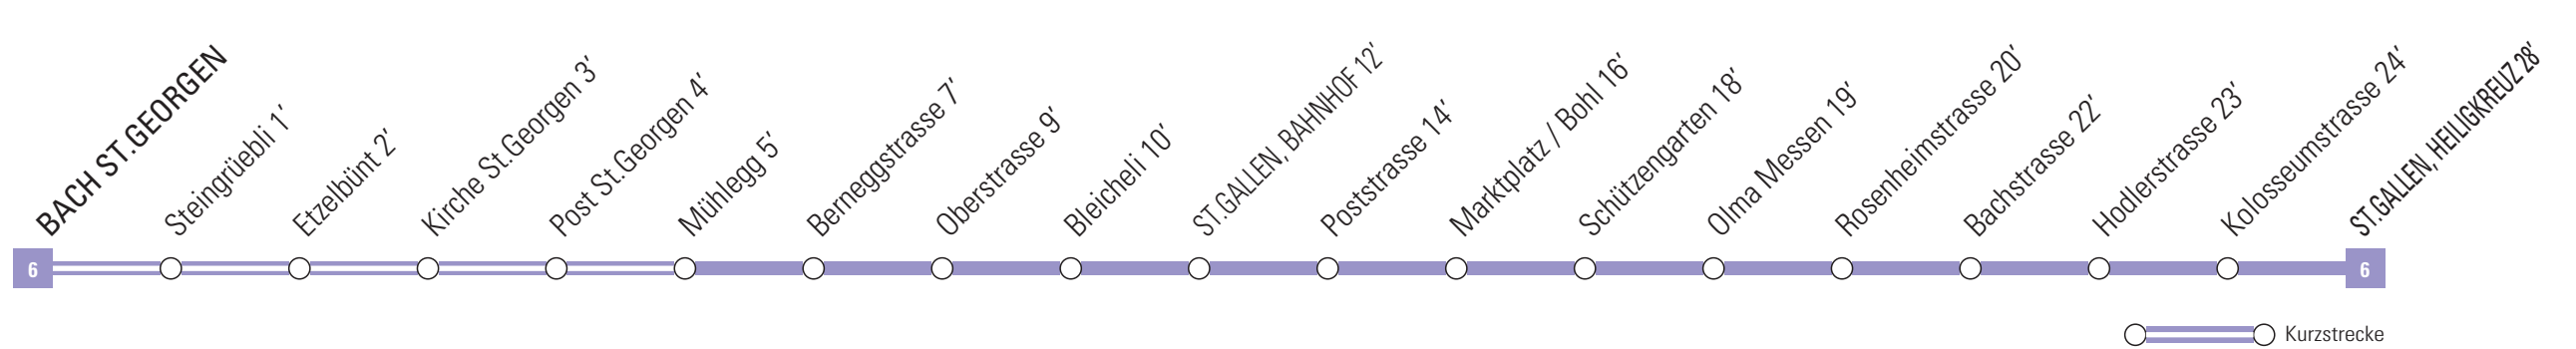 BACH ST.GEORGEN
Steingrüebli 1'
Etzelbünt 2'
Kirche St.Georgen 3'
Post St.Georgen 4'
Mühlegg 5'
Berneggstrasse 7'
Oberstrasse 9'
Bleicheli 10'
ST.GALLEN, BAHNHOF 12'
Poststrasse 14'
Marktplatz / Bohl 16'
Schützengarten 18'
Olma Messen 19'
Rosenheimstrasse 20'
Bachstrasse 22'
Hodlerstrasse 23'
Kolosseumstrasse 24'
ST.GALLEN, HEILIGKREUZ 28'
6
6
Kurzstrecke